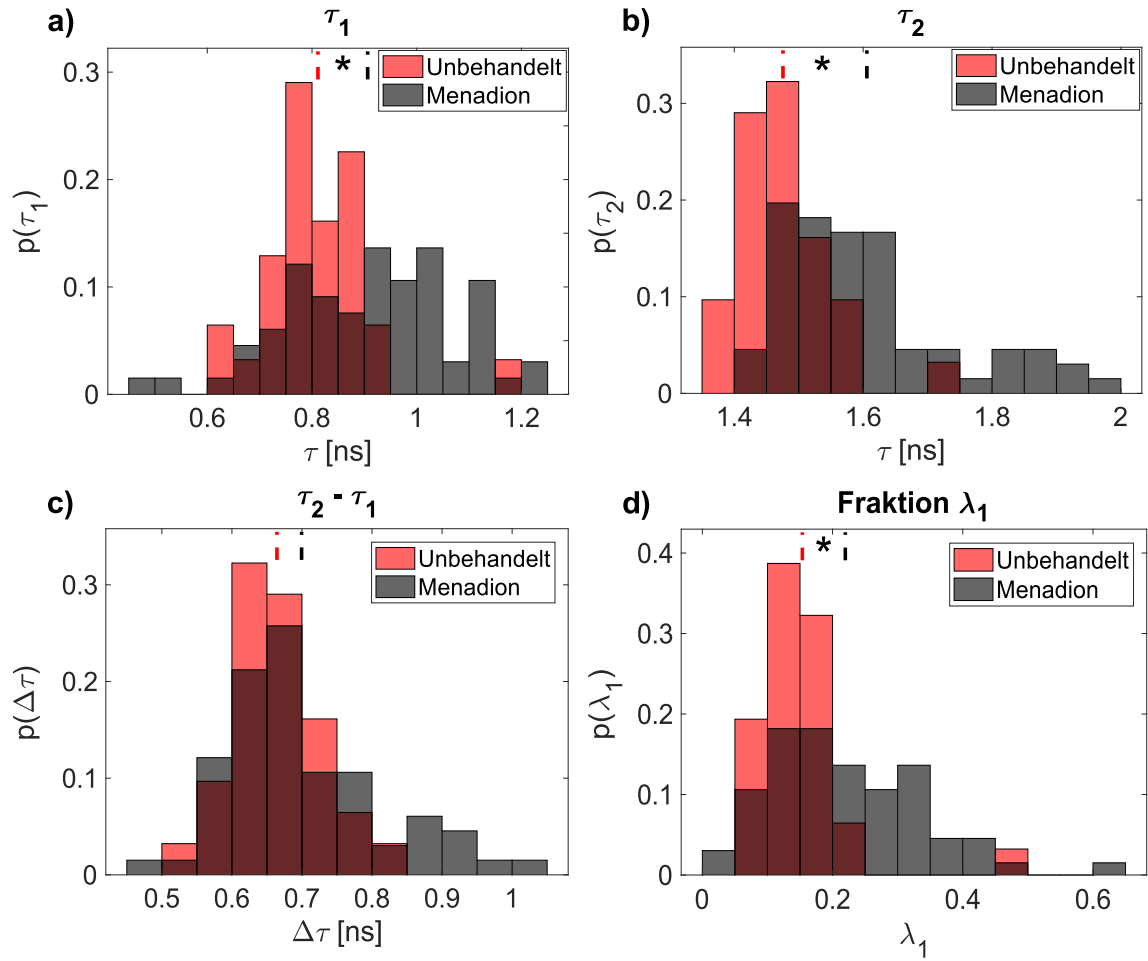 a)
τ1
*
Unbehandelt
Menadion
0.3
0.2
0.1
0
p(τ1)
0.6 0.8 1 1.2
τ [ns]
b)
τ2
*
Unbehandelt
Menadion
0.3
0.2
0.1
0
p(τ2)
1.4 1.6 1.8 2
τ [ns]
c)
τ2 - τ1
Unbehandelt
Menadion
0.3
0.2
0.1
0
p(Δτ)
0.5 0.6 0.7 0.8 0.9 1
Δτ [ns]
d)
Fraktion λ1
*
Unbehandelt
Menadion
0.4
0.3
0.2
0.1
0
p(λ1)
0 0.2 0.4 0.6
λ1